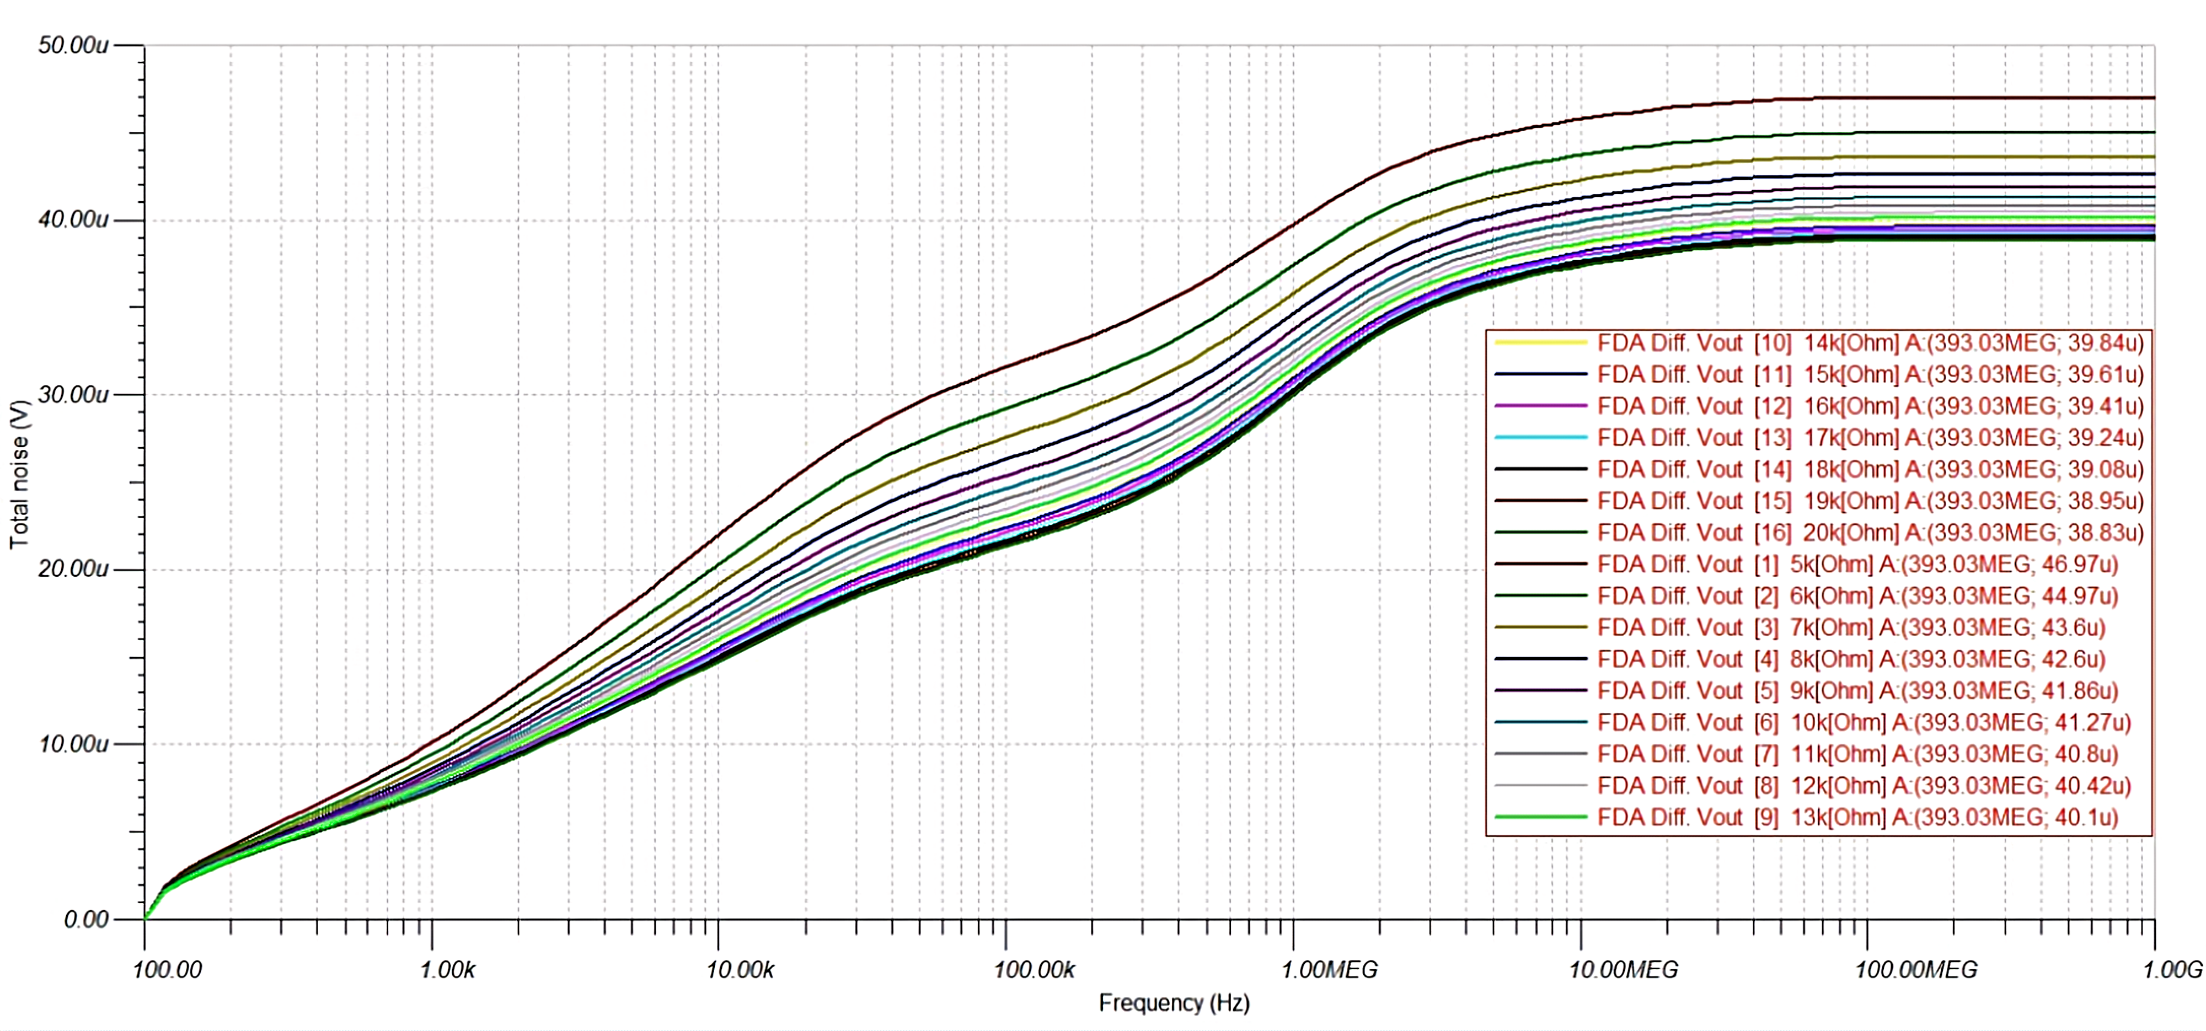 50.00u
40.00u
30.00u
20.00u
10.00u
0.00
Total noise (V)
FDA Diff. Vout [10] 14k[Ohm] A:(393.03MEG; 39.84u)
FDA Diff. Vout [11] 15k[Ohm] A:(393.03MEG; 39.61u)
FDA Diff. Vout [12] 16k[Ohm] A:(393.03MEG; 39.41u)
FDA Diff. Vout [13] 17k[Ohm] A:(393.03MEG; 39.24u)
FDA Diff. Vout [14] 18k[Ohm] A:(393.03MEG; 39.08u)
FDA Diff. Vout [15] 19k[Ohm] A:(393.03MEG; 38.95u)
FDA Diff. Vout [16] 20k[Ohm] A:(393.03MEG; 38.83u)
FDA Diff. Vout [1] 5k[Ohm] A:(393.03MEG; 46.97u)
FDA Diff. Vout [2] 6k[Ohm] A:(393.03MEG; 44.97u)
FDA Diff. Vout [3] 7k[Ohm] A:(393.03MEG; 43.6u)
FDA Diff. Vout [4] 8k[Ohm] A:(393.03MEG; 42.6u)
FDA Diff. Vout [5] 9k[Ohm] A:(393.03MEG; 41.86u)
FDA Diff. Vout [6] 10k[Ohm] A:(393.03MEG; 41.27u)
FDA Diff. Vout [7] 11k[Ohm] A:(393.03MEG; 40.8u)
FDA Diff. Vout [8] 12k[Ohm] A:(393.03MEG; 40.42u)
FDA Diff. Vout [9] 13k[Ohm] A:(393.03MEG; 40.1u)
100.00 1.00k 10.00k 100.00k 1.00MEG 10.00MEG 100.00MEG 1.00G
Frequency (Hz)